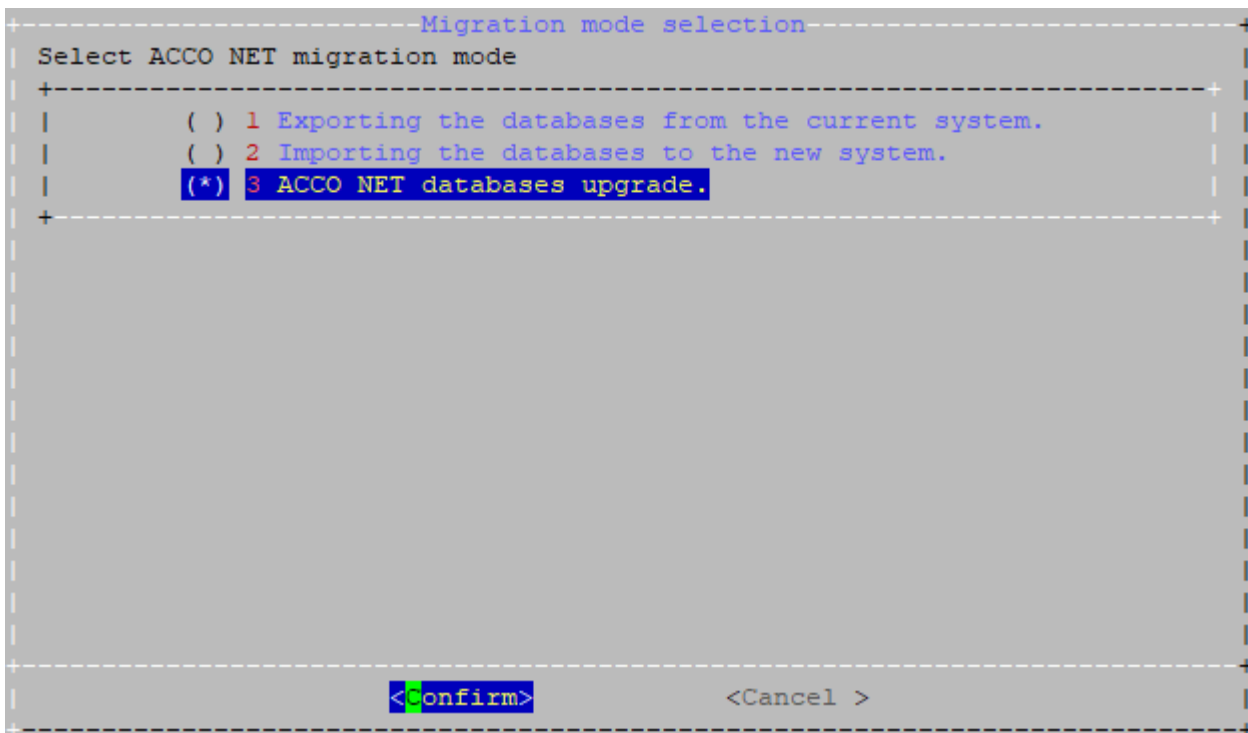 Migration mode selection
Select ACCO NET migration mode
( ) 1 Exporting the databases from the current system.
( ) 2 Importing the databases to the new system.
(*) 3 ACCO NET databases upgrade.
<Confirm> <Cancel >